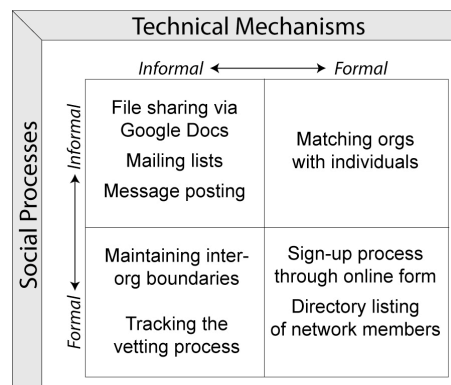 Technical Mechanisms
Informal
Formal
Social Processes
Informal
Formal
File sharing via
Google Docs
Mailing lists
Message posting
Matching orgs
with individuals
Maintaining inter-
org boundaries
Tracking the
vetting process
Sign-up process
through online form
Directory listing
of network members